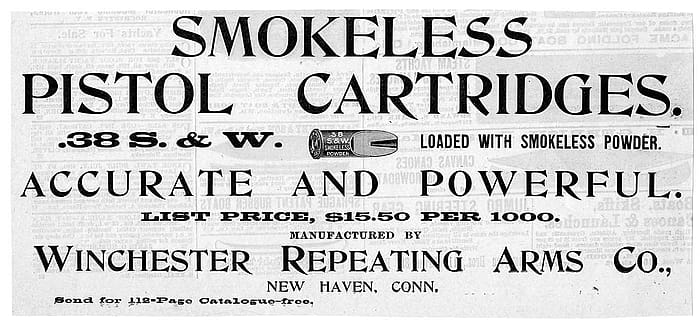 SMOKELESS
PISTOL CARTRIDGES.
.38 S. & W.
38
S.&W.
SMOKELESS
POWDER
LOADED WITH SMOKELESS POWDER.
ACCURATE AND POWERFUL.
LIST PRICE, $15.50 PER 1000.
MANUFACTURED BY
WINCHESTER REPEATING ARMS CO.,
NEW HAVEN, CONN.
Send for 112-Page Catalogue-free.